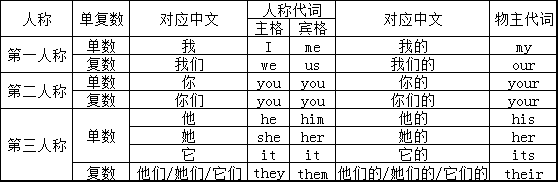 人称 单复数 对应中文 人称代词 对应中文 物主代词
主格 宾格
第一人称 单数 我 I me 我的 my
复数 我们 we us 我们的 our
第二人称 单数 你 you you 你的 your
复数 你们 you you 你们的 your
第三人称 单数 他 he him 他的 his
她 she her 她的 her
它 it it 它的 its
复数 他们/她们/它们 they them 他们的/她们的/它们的 their